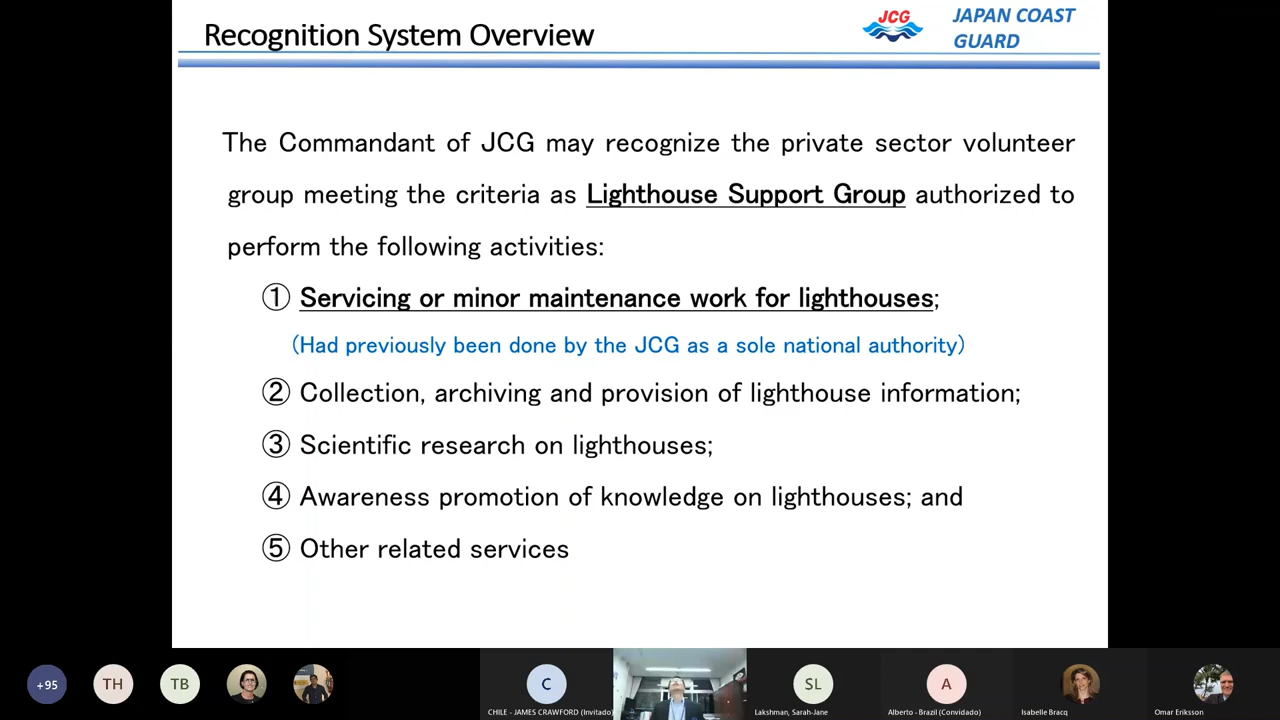 Recognition System Overview
JCG
JAPAN COAST
GUARD
The Commandant of JCG may recognize the private sector volunteer
group meeting the criteria as Lighthouse Support Group authorized to
perform the following activities:
① Servicing or minor maintenance work for lighthouses;
(Had previously been done by the JCG as a sole national authority)
② Collection, archiving and provision of lighthouse information;
③ Scientific research on lighthouses;
④ Awareness promotion of knowledge on lighthouses; and
⑤ Other related services
+95
TH
TB
C
SL
A
CHILE - JAMES CRAWFORD (Invitado)
Lakshman, Sarah-Jane
Alberto - Brazil (Convidado)
Isabelle Bracq
Omar Eriksson